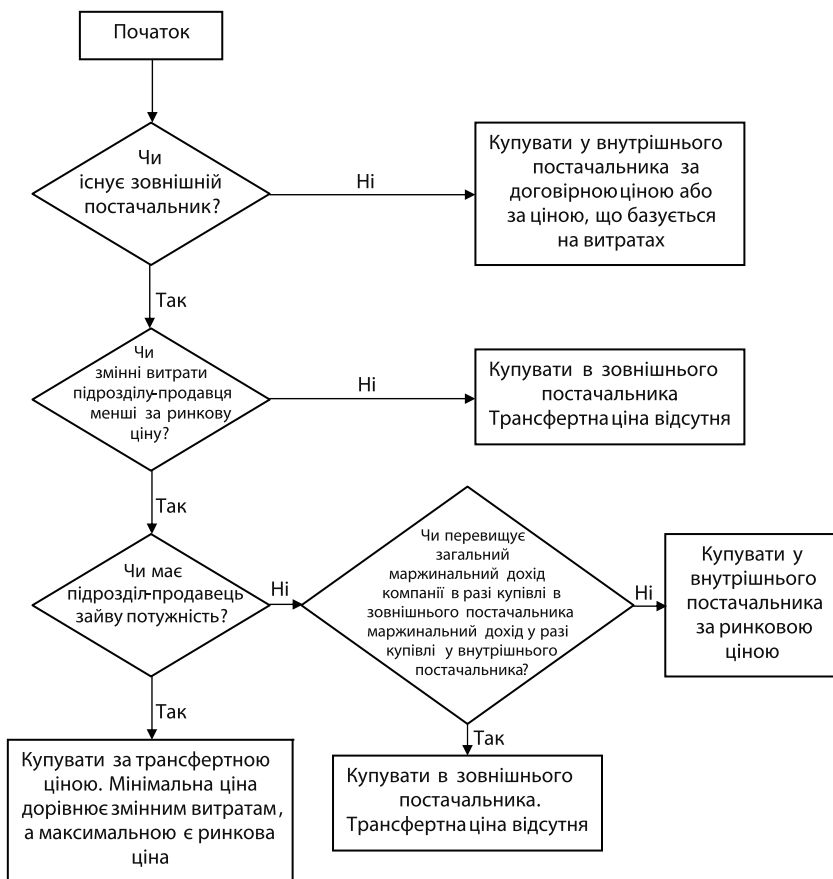 Початок
Чи
існує зовнішній
постачальник?
Ні
Купувати у внутрішнього
постачальника за
договірною ціною або
за ціною, що базується
на витратах
Так
Чи
змінні витрати
підрозділу-продавця
менші за ринкову
ціну?
Ні
Купувати в зовнішнього
постачальника
Трансфертна ціна відсутня
Так
Чи має
підрозділ-продавець
зайву потужність?
Ні
Чи перевищує
загальний
маржинальний дохід
компанії в разі купівлі в
зовнішнього постачальника
маржинальний дохід у разі
купівлі у внутрішнього
постачальника?
Ні
Купувати у
внутрішнього
постачальника
за ринковою
ціною
Так
Купувати за трансфертною
ціною. Мінімальна ціна
дорівнює змінним витратам,
а максимальною є ринкова
ціна
Так
Купувати в зовнішнього
постачальника.
Трансфертна ціна відсутня